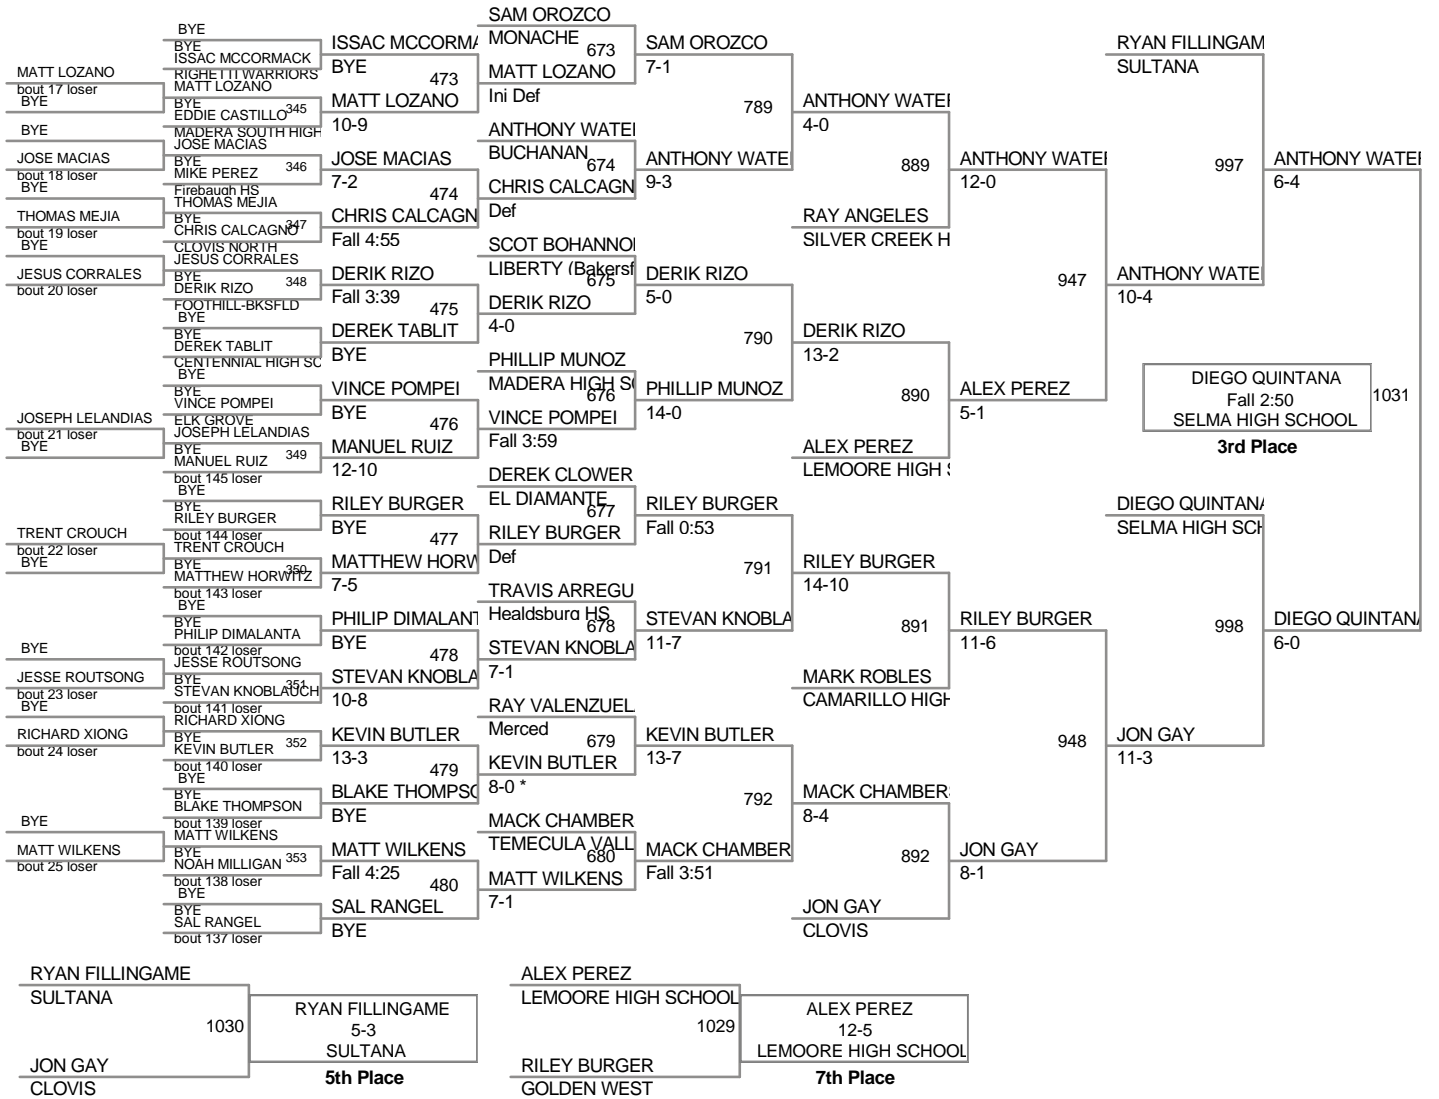 BYE
BYE
ISSAC MCCORMACK
RIGHETTI WARRIORS
MATT LOZANO
bout 17 loser
BYE
MATT LOZANO
BYE
EDDIE CASTILLO
345
MADERA SOUTH HIGH
BYE
JOSE MACIAS
bout 18 loser
JOSE MACIAS
BYE
MIKE PEREZ
346
Firebaugh HS
BYE
THOMAS MEJIA
bout 19 loser
THOMAS MEJIA
BYE
CHRIS CALCAGNO
347
CLOVIS NORTH
BYE
JESUS CORRALES
bout 20 loser
JESUS CORRALES
BYE
DERIK RIZO
348
FOOTHILL-BKSFLD
BYE
BYE
DEREK TABLIT
CENTENNIAL HIGH SC
BYE
BYE
VINCE POMPEI
ELK GROVE
JOSEPH LELANDIAS
bout 21 loser
BYE
JOSEPH LELANDIAS
BYE
MANUEL RUIZ
349
bout 145 loser
BYE
BYE
RILEY BURGER
bout 144 loser
TRENT CROUCH
bout 22 loser
BYE
TRENT CROUCH
BYE
MATTHEW HORWITZ
350
bout 143 loser
BYE
BYE
PHILIP DIMALANTA
bout 142 loser
BYE
JESSE ROUTSONG
bout 23 loser
JESSE ROUTSONG
BYE
STEVAN KNOBLAUCH
351
bout 141 loser
BYE
RICHARD XIONG
bout 24 loser
RICHARD XIONG
BYE
KEVIN BUTLER
352
bout 140 loser
BYE
BYE
BLAKE THOMPSON
bout 139 loser
BYE
MATT WILKENS
bout 25 loser
MATT WILKENS
BYE
NOAH MILLIGAN
353
bout 138 loser
BYE
BYE
SAL RANGEL
bout 137 loser
ISSAC MCCORMA
BYE
473
MATT LOZANO
10-9
JOSE MACIAS
7-2
474
CHRIS CALCAGN
Fall 4:55
DERIK RIZO
Fall 3:39
475
DEREK TABLIT
BYE
VINCE POMPEI
BYE
476
MANUEL RUIZ
12-10
RILEY BURGER
BYE
477
MATTHEW HORW
7-5
PHILIP DIMALANT
BYE
478
STEVAN KNOBLA
10-8
KEVIN BUTLER
13-3
479
BLAKE THOMPSO
BYE
MATT WILKENS
Fall 4:25
480
SAL RANGEL
BYE
SAM OROZCO
MONACHE
673
MATT LOZANO
Ini Def
ANTHONY WATE
BUCHANAN
674
CHRIS CALCAGN
Def
SCOT BOHANNO
LIBERTY (Bakersf
675
DERIK RIZO
4-0
PHILLIP MUNOZ
MADERA HIGH S
676
VINCE POMPEI
Fall 3:59
DEREK CLOWER
EL DIAMANTE
677
RILEY BURGER
Def
TRAVIS ARREGU
Healdsburg HS
678
STEVAN KNOBLA
7-1
RAY VALENZUEL
Merced
679
KEVIN BUTLER
8-0 *
MACK CHAMBER
TEMECULA VALL
680
MATT WILKENS
7-1
SAM OROZCO
7-1
789
ANTHONY WATE
9-3
DERIK RIZO
5-0
790
PHILLIP MUNOZ
14-0
RILEY BURGER
Fall 0:53
791
STEVAN KNOBLA
11-7
KEVIN BUTLER
13-7
792
MACK CHAMBER
Fall 3:51
ANTHONY WATE
4-0
889
RAY ANGELES
SILVER CREEK H
DERIK RIZO
13-2
890
ALEX PEREZ
LEMOORE HIGH S
RILEY BURGER
14-10
891
MARK ROBLES
CAMARILLO HIGH
MACK CHAMBER
8-4
892
JON GAY
CLOVIS
ANTHONY WATE
12-0
947
ALEX PEREZ
5-1
RILEY BURGER
11-6
948
JON GAY
8-1
RYAN FILLINGAM
SULTANA
997
ANTHONY WATE
10-4
DIEGO QUINTANA
SELMA HIGH SCH
998
JON GAY
11-3
ANTHONY WATE
6-4
1031
DIEGO QUINTANA
6-0
DIEGO QUINTANA
Fall 2:50
SELMA HIGH SCHOOL
3rd Place
RYAN FILLINGAME
SULTANA
1030
JON GAY
CLOVIS
RYAN FILLINGAME
5-3
SULTANA
5th Place
ALEX PEREZ
LEMOORE HIGH SCHOOL
1029
RILEY BURGER
GOLDEN WEST
ALEX PEREZ
12-5
LEMOORE HIGH SCHOOL
7th Place